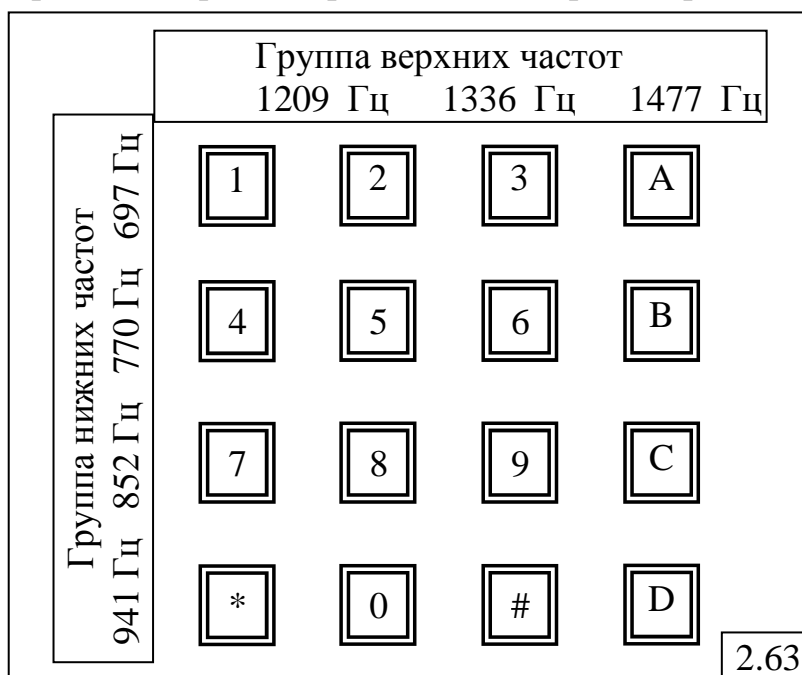 Группа верхних частот
1209 Гц 1336 Гц 1477 Гц
Группа нижних частот
941 Гц 852 Гц 770 Гц 697 Гц
1 2 3 A
4 5 6 B
7 8 9 C
* 0 # D
2.63